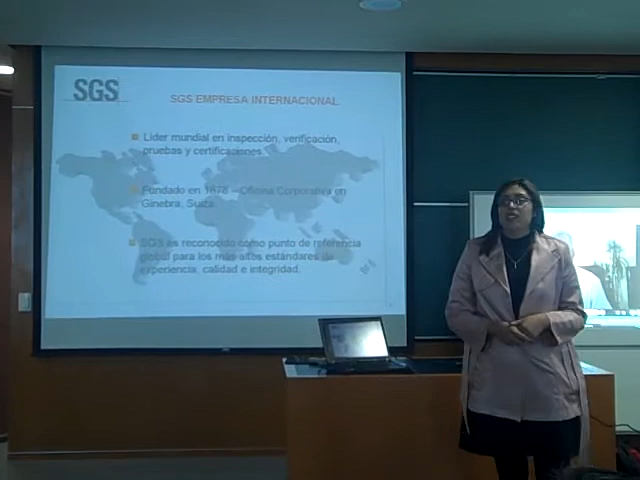 SGS
SGS EMPRESA INTERNACIONAL
Líder mundial en inspección, verificación,
pruebas y certificaciones.
Fundado en 1878 – Oficina Corporativa en
Ginebra, Suiza
SGS es reconocido como punto de referencia
global para los más altos estándares de
experiencia, calidad e integridad.